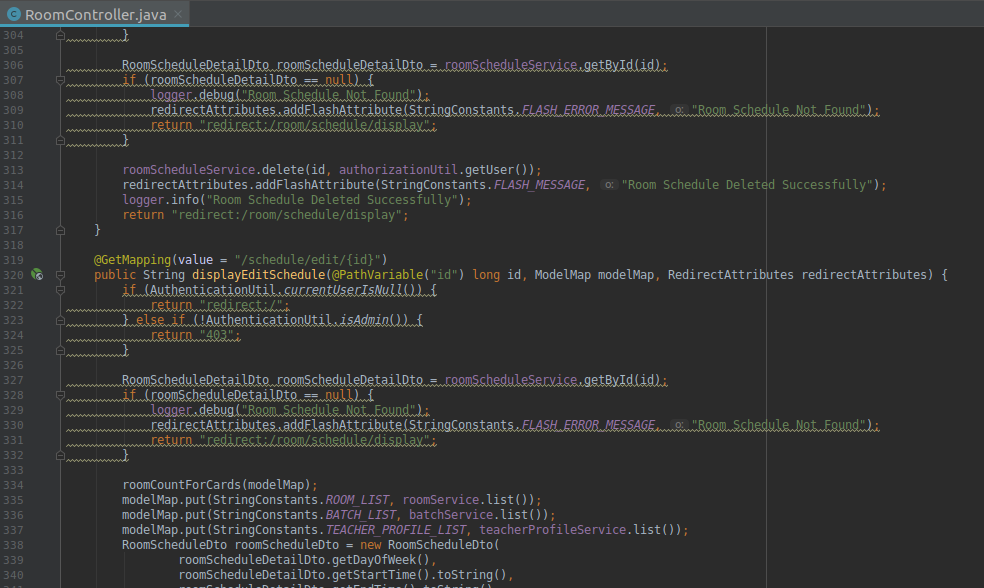 RoomController.java
304 }
305
306 RoomScheduleDetailDto roomScheduleDetailDto = roomScheduleService.getById(id);
307 if (roomScheduleDetailDto == null) {
308 logger.debug("Room Schedule Not Found");
309 redirectAttributes.addFlashAttribute(StringConstants.FLASH_ERROR_MESSAGE, o: "Room Schedule Not Found");
310 return "redirect:/room/schedule/display";
311 }
312
313 roomScheduleService.delete(id, authorizationUtil.getUser());
314 redirectAttributes.addFlashAttribute(StringConstants.FLASH_MESSAGE, o: "Room Schedule Deleted Successfully");
315 logger.info("Room Schedule Deleted Successfully");
316 return "redirect:/room/schedule/display";
317 }
318
319 @GetMapping(value = "/schedule/edit/{id}")
320 public String displayEditSchedule(@PathVariable("id") long id, ModelMap modelMap, RedirectAttributes redirectAttributes) {
321 if (AuthenticationUtil.currentUserIsNull()) {
322 return "redirect:/";
323 } else if (!AuthenticationUtil.isAdmin()) {
324 return "403";
325 }
326
327 RoomScheduleDetailDto roomScheduleDetailDto = roomScheduleService.getById(id);
328 if (roomScheduleDetailDto == null) {
329 logger.debug("Room Schedule Not Found");
330 redirectAttributes.addFlashAttribute(StringConstants.FLASH_ERROR_MESSAGE, o: "Room Schedule Not Found");
331 return "redirect:/room/schedule/display";
332 }
333
334 roomCountForCards(modelMap);
335 modelMap.put(StringConstants.ROOM_LIST, roomService.list());
336 modelMap.put(StringConstants.BATCH_LIST, batchService.list());
337 modelMap.put(StringConstants.TEACHER_PROFILE_LIST, teacherProfileService.list());
338 RoomScheduleDto roomScheduleDto = new RoomScheduleDto(
339 roomScheduleDetailDto.getDayOfWeek(),
340 roomScheduleDetailDto.getStartTime().toString(),